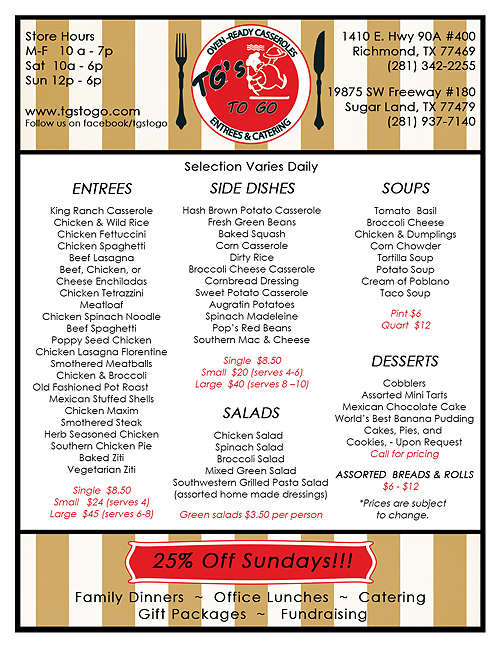 Store Hours
M-F 10 a - 7p
Sat 10a - 6p
Sun 12p - 6p
www.tgstogo.com
Follow us on facebook/tgstogo
OVEN-READY CASSEROLES
TG's
TO GO
ENTREES & CATERING
1410 E. Hwy 90A #400
Richmond, TX 77469
(281) 342-2255
19875 SW Freeway #180
Sugar Land, TX 77479
(281) 937-7140
Selection Varies Daily
ENTREES
King Ranch Casserole
Chicken & Wild Rice
Chicken Fettuccini
Chicken Spaghetti
Beef Lasagna
Beef, Chicken, or
Cheese Enchiladas
Chicken Tetrazzini
Meatloaf
Chicken Spinach Noodle
Beef Spaghetti
Poppy Seed Chicken
Chicken Lasagna Florentine
Smothered Meatballs
Chicken & Broccoli
Old Fashioned Pot Roast
Mexican Stuffed Shells
Chicken Maxim
Smothered Steak
Herb Seasoned Chicken
Southern Chicken Pie
Baked Ziti
Vegetarian Ziti
Single $8.50
Small $24 (serves 4)
Large $45 (serves 6-8)
SIDE DISHES
Hash Brown Potato Casserole
Fresh Green Beans
Baked Squash
Corn Casserole
Dirty Rice
Broccoli Cheese Casserole
Cornbread Dressing
Sweet Potato Casserole
Augratin Potatoes
Spinach Madeleine
Pop's Red Beans
Southern Mac & Cheese
Single $8.50
Small $20 (serves 4-6)
Large $40 (serves 8 –10)
SALADS
Chicken Salad
Spinach Salad
Broccoli Salad
Mixed Green Salad
Southwestern Grilled Pasta Salad
(assorted home made dressings)
Green salads $3.50 per person
SOUPS
Tomato Basil
Broccoli Cheese
Chicken & Dumplings
Corn Chowder
Tortilla Soup
Potato Soup
Cream of Poblano
Taco Soup
Pint $6
Quart $12
DESSERTS
Cobblers
Assorted Mini Tarts
Mexican Chocolate Cake
World's Best Banana Pudding
Cakes, Pies, and
Cookies, - Upon Request
Call for pricing
ASSORTED BREADS & ROLLS
$6 - $12
*Prices are subject
to change.
25% Off Sundays!!!
Family Dinners ~ Office Lunches ~ Catering
Gift Packages ~ Fundraising